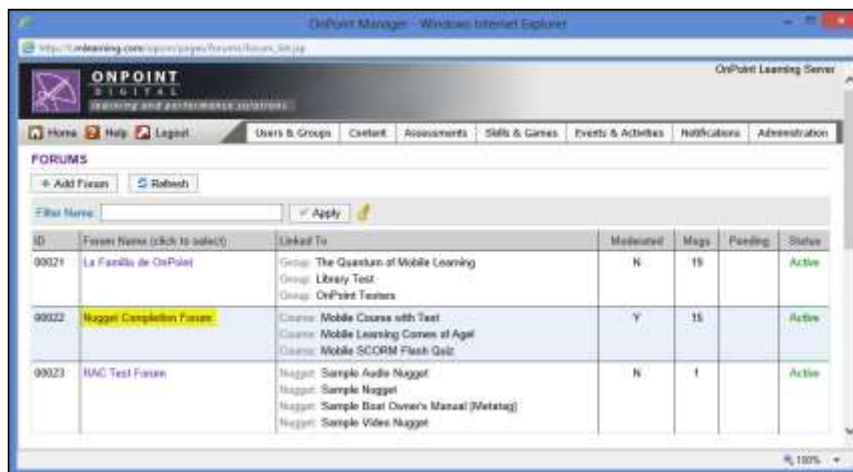 OnPoint Manager - Windows Internet Explorer
OnPoint Learning Server
ONPOINT
DIGITAL
learning and performance solutions
Home Help Logout Users & Groups Content Assessments Skills & Games Events & Activities Notifications Administration
FORUMS
Add Forum Refresh
Filter Name: Apply
ID Forum Name (click to select) Linked To Moderated Msgs Pending Status
00021 La Familia de OnPoint Group: The Quantum of Mobile Learning N 19 Active
Group: Library Test
Group: OnPoint Testers
00022 Nugget Completion Forum Course: Mobile Course with Test Y 15 Active
Course: Mobile Learning Comes of Age!
Course: Mobile SCORM Flash Quiz
00023 RAC Test Forum Nugget: Sample Audio Nugget N 1 Active
Nugget: Sample Nugget
Nugget: Sample Boat Owner's Manual [Metatag]
Nugget: Sample Video Nugget
100%